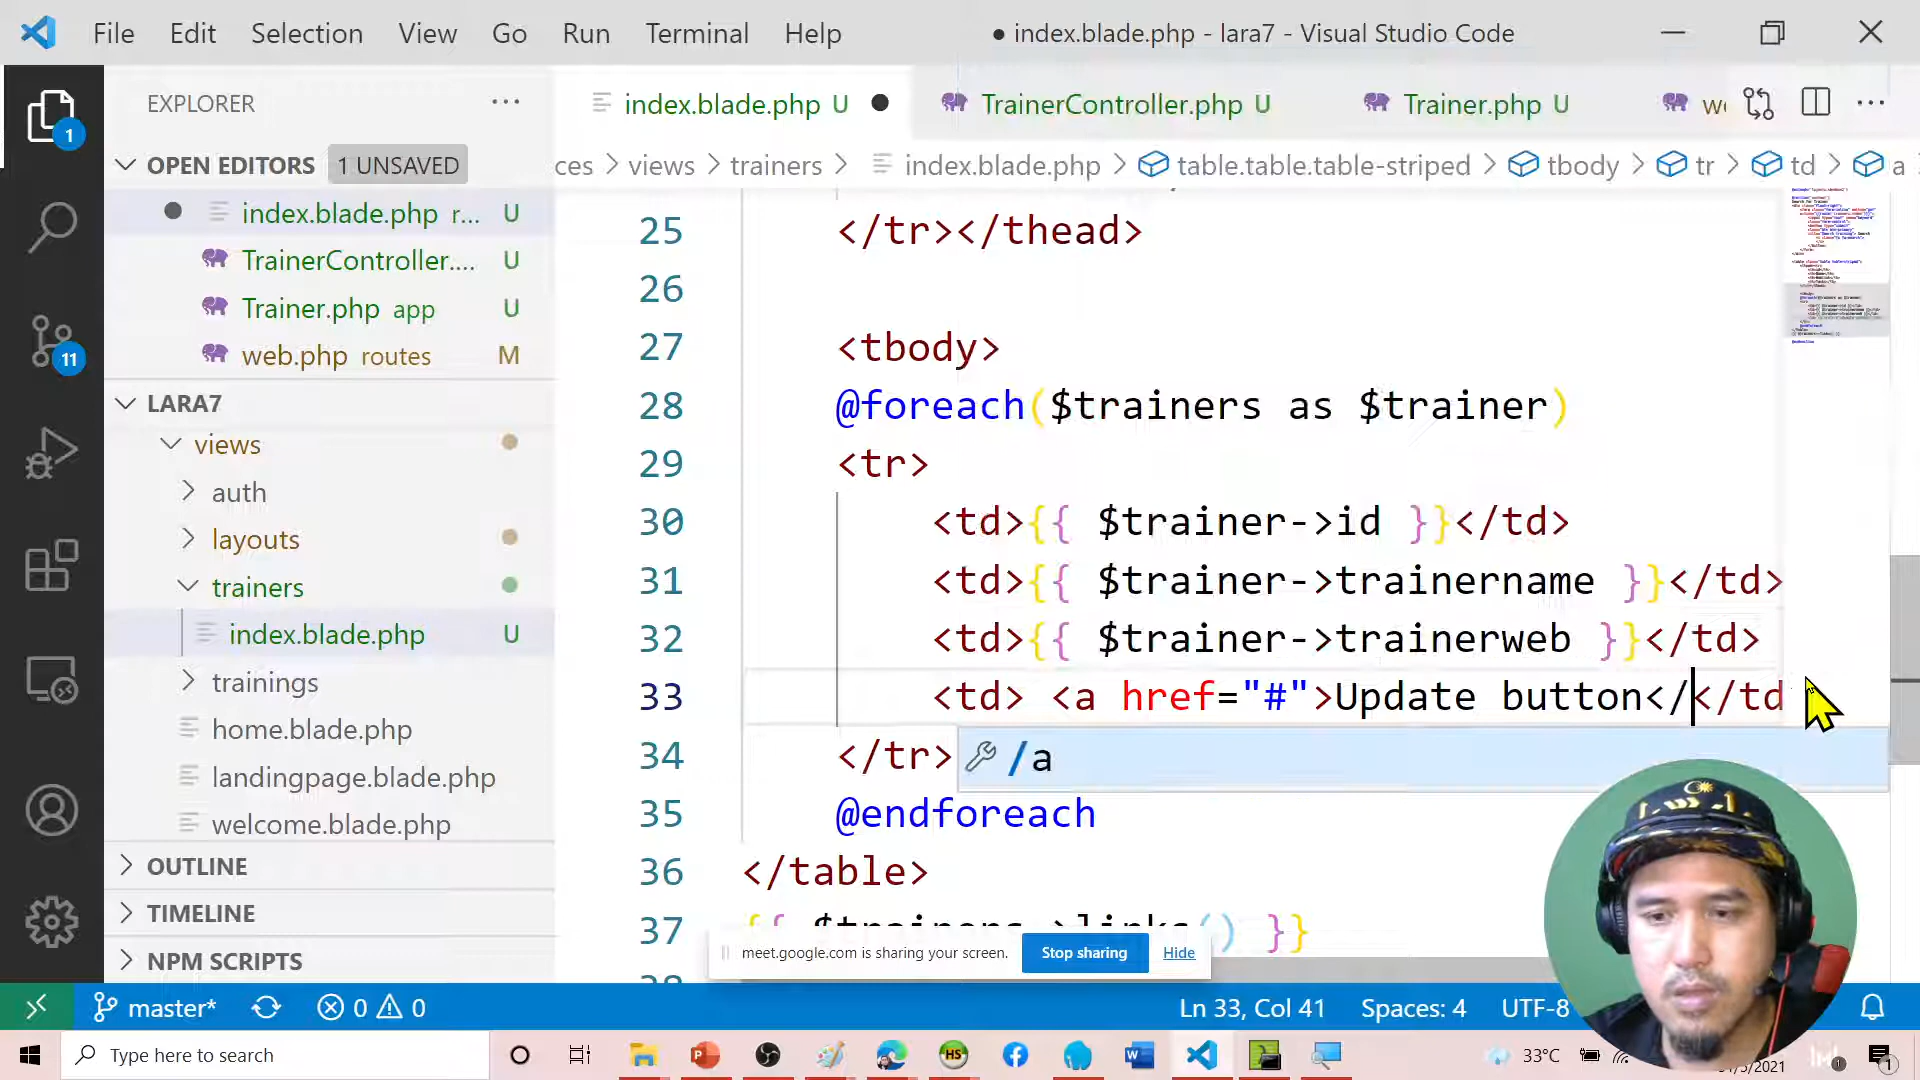 File Edit Selection View Go Run Terminal Help ● index.blade.php - lara7 - Visual Studio Code
EXPLORER ···
index.blade.php U ●
TrainerController.php U
Trainer.php U
OPEN EDITORS 1 UNSAVED
ces > views > trainers > index.blade.php > table.table.table-striped > tbody > tr > td > a
index.blade.php r... U
TrainerController.... U
Trainer.php app U
web.php routes M
LARA7
views
auth
layouts
trainers
index.blade.php U
trainings
home.blade.php
landingpage.blade.php
welcome.blade.php
OUTLINE
TIMELINE
NPM SCRIPTS
1
11
25 </tr></thead>
26
27 <tbody>
28 @foreach($trainers as $trainer)
29 <tr>
30 <td>{{ $trainer->id }}</td>
31 <td>{{ $trainer->trainername }}</td>
32 <td>{{ $trainer->trainerweb }}</td>
33 <td> <a href="#">Update button</</td
/a
34 </tr>
35 @endforeach
36 </table>
37 {{ $trainers->links() }}
meet.google.com is sharing your screen. Stop sharing Hide
master* 0 0 Ln 33, Col 41 Spaces: 4 UTF-8
Type here to search
33°C